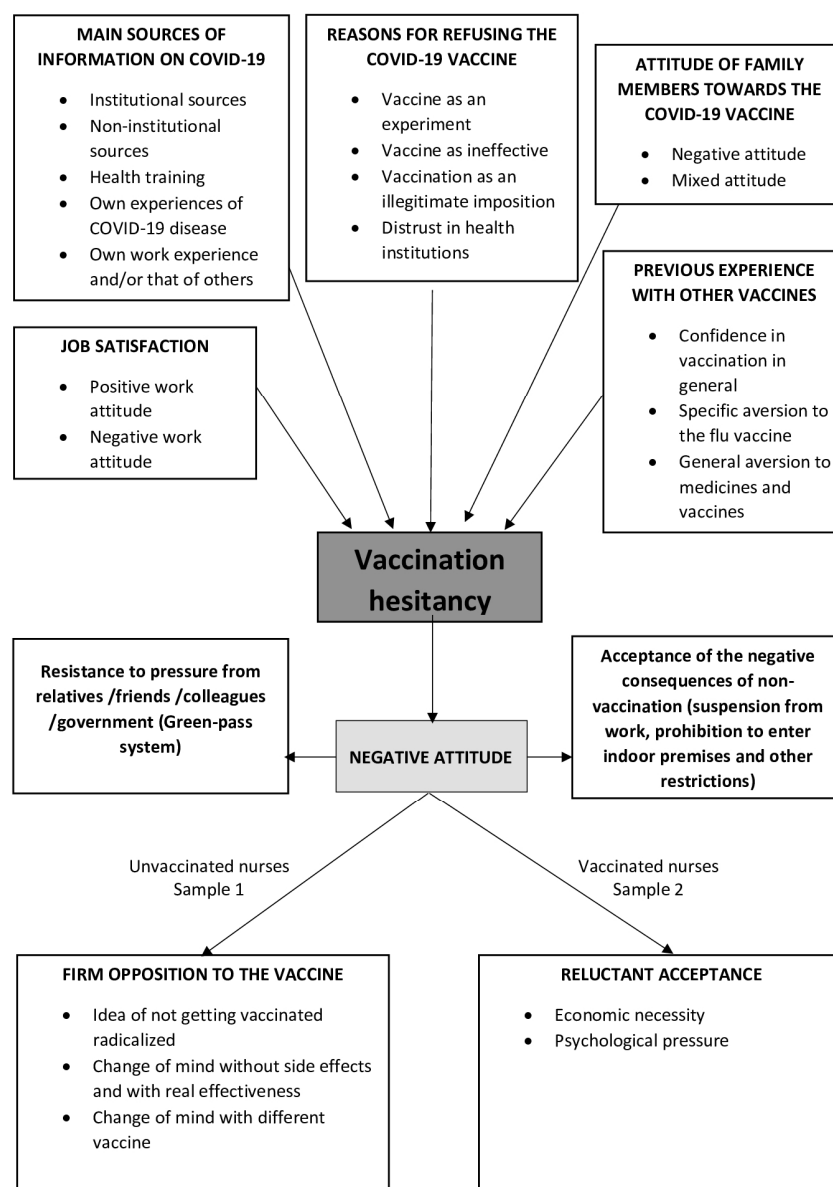 MAIN SOURCES OF
INFORMATION ON COVID-19
• Institutional sources
• Non-institutional
sources
• Health training
• Own experiences of
COVID-19 disease
• Own work experience
and/or that of others
REASONS FOR REFUSING THE
COVID-19 VACCINE
• Vaccine as an
experiment
• Vaccine as ineffective
• Vaccination as an
illegitimate imposition
• Distrust in health
institutions
ATTITUDE OF FAMILY
MEMBERS TOWARDS THE
COVID-19 VACCINE
• Negative attitude
• Mixed attitude
JOB SATISFACTION
• Positive work
attitude
• Negative work
attitude
PREVIOUS EXPERIENCE
WITH OTHER VACCINES
• Confidence in
vaccination in
general
• Specific aversion to
the flu vaccine
• General aversion to
medicines and
vaccines
Vaccination
hesitancy
Resistance to pressure from
relatives /friends /colleagues
/government (Green-pass
system)
NEGATIVE ATTITUDE
Acceptance of the negative
consequences of non-
vaccination (suspension from
work, prohibition to enter
indoor premises and other
restrictions)
Unvaccinated nurses
Sample 1
Vaccinated nurses
Sample 2
FIRM OPPOSITION TO THE VACCINE
• Idea of not getting vaccinated
radicalized
• Change of mind without side effects
and with real effectiveness
• Change of mind with different
vaccine
RELUCTANT ACCEPTANCE
• Economic necessity
• Psychological pressure